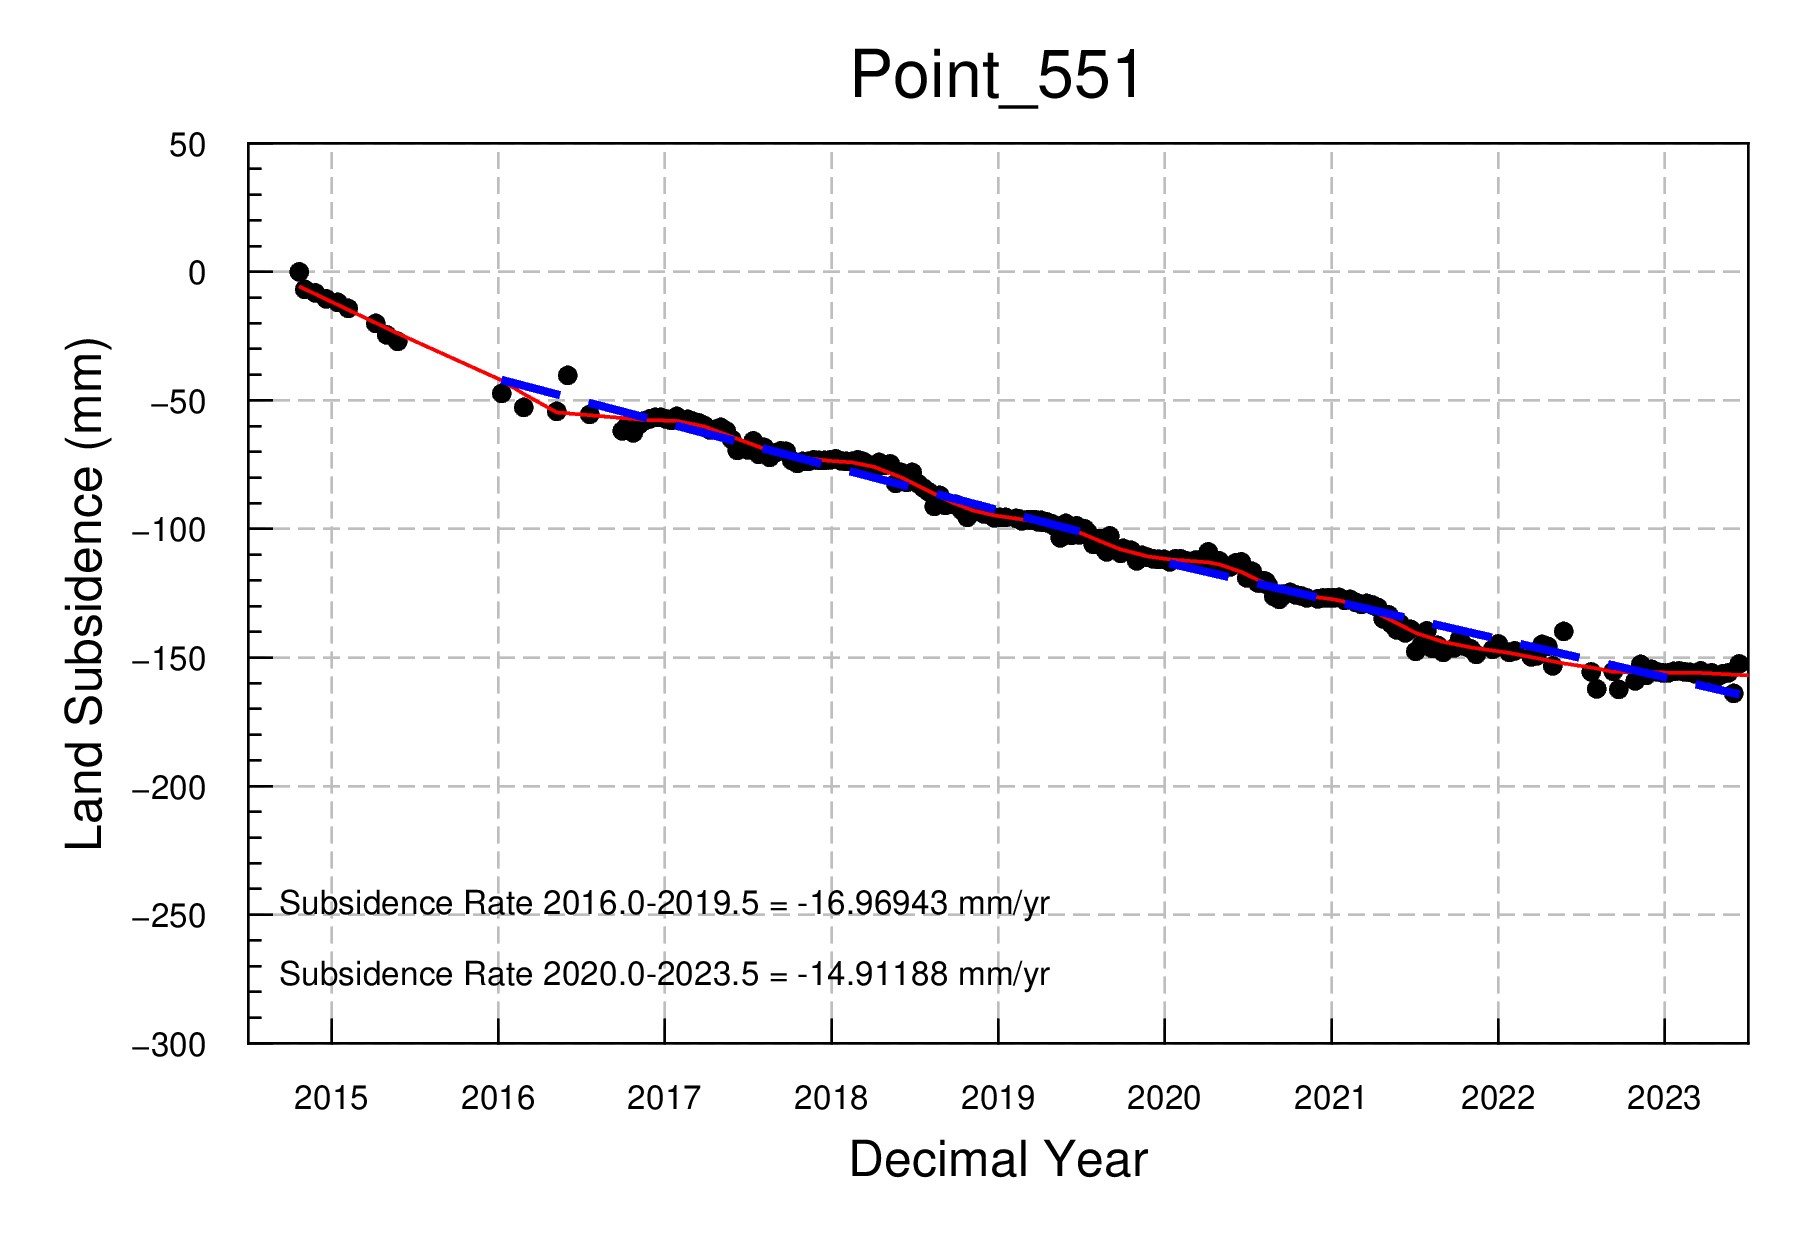 Point_551
50
0
−50
−100
−150
−200
−250
−300
Land Subsidence (mm)
Subsidence Rate 2016.0-2019.5 = -16.96943 mm/yr
Subsidence Rate 2020.0-2023.5 = -14.91188 mm/yr
2015 2016 2017 2018 2019 2020 2021 2022 2023
Decimal Year